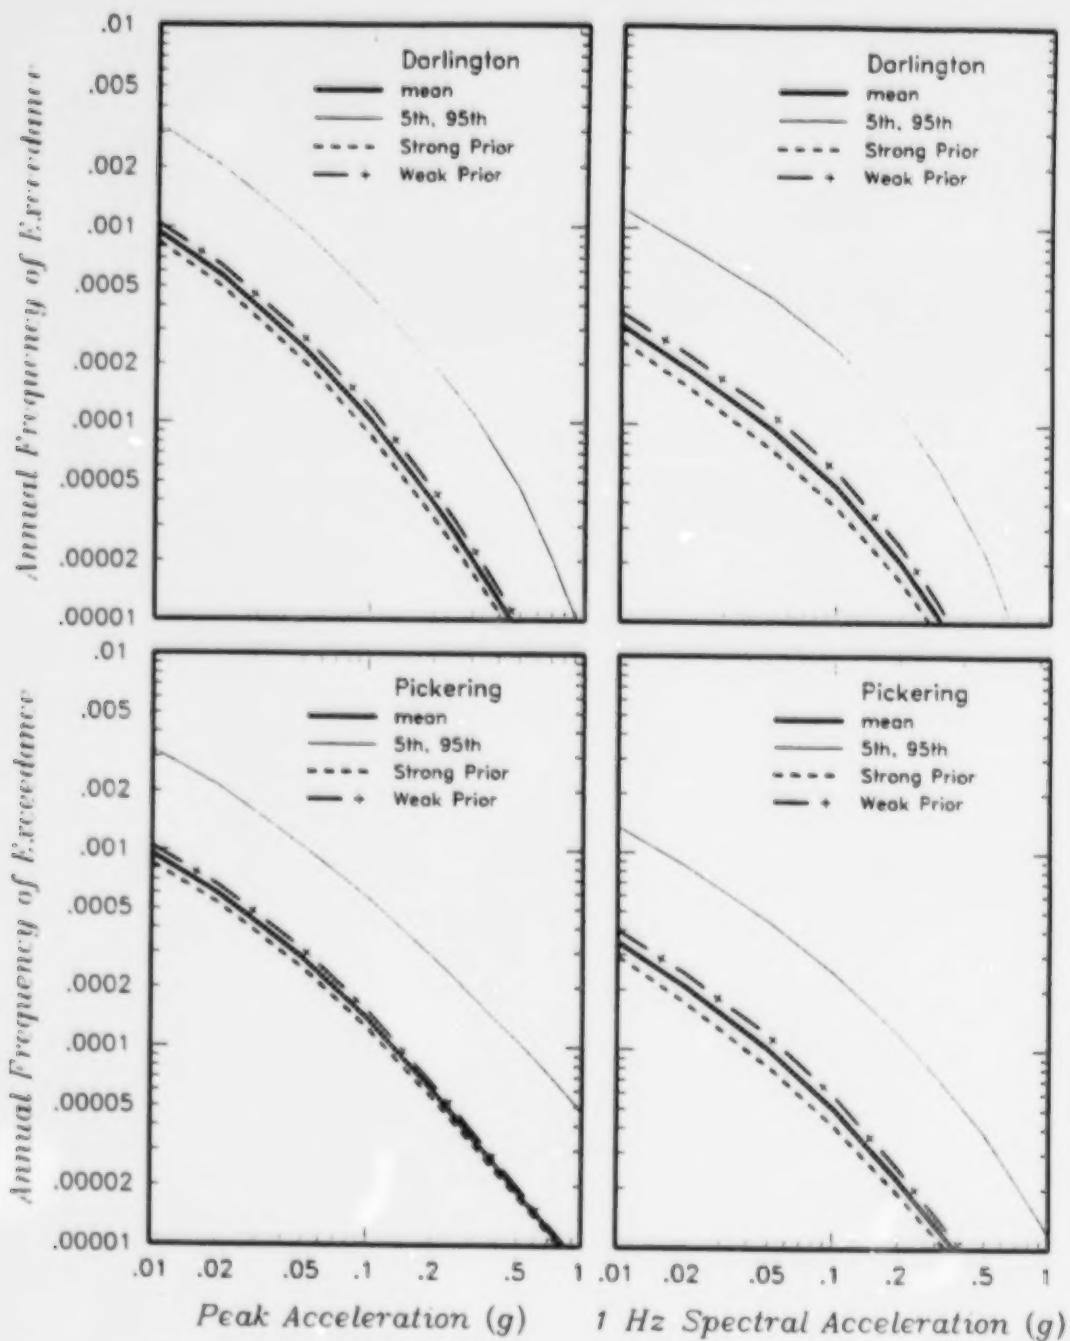 Annual Frequency of Exceedance
.01
.005
.002
.001
.0005
.0002
.0001
.00005
.00002
.00001
Darlington
mean
5th, 95th
Strong Prior
Weak Prior
Darlington
mean
5th, 95th
Strong Prior
Weak Prior
Annual Frequency of Exceedance
.01
.005
.002
.001
.0005
.0002
.0001
.00005
.00002
.00001
Pickering
mean
5th, 95th
Strong Prior
Weak Prior
Pickering
mean
5th, 95th
Strong Prior
Weak Prior
.01 .02 .05 .1 .2 .5 1
.01 .02 .05 .1 .2 .5 1
Peak Acceleration (g)
1 Hz Spectral Acceleration (g)